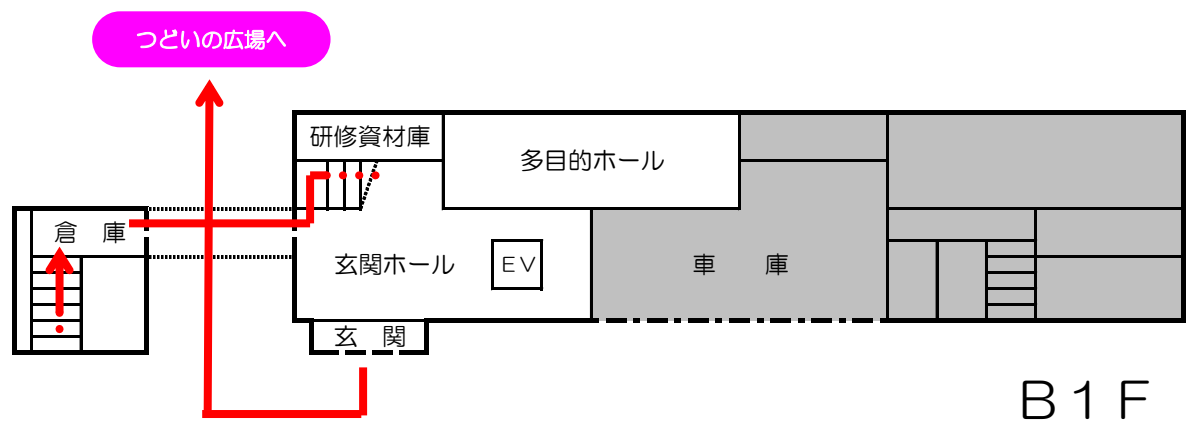 つどいの広場へ
研修資材庫
多目的ホール
倉　庫
玄関ホール
ＥＶ
車　庫
玄　関
Ｂ１Ｆ